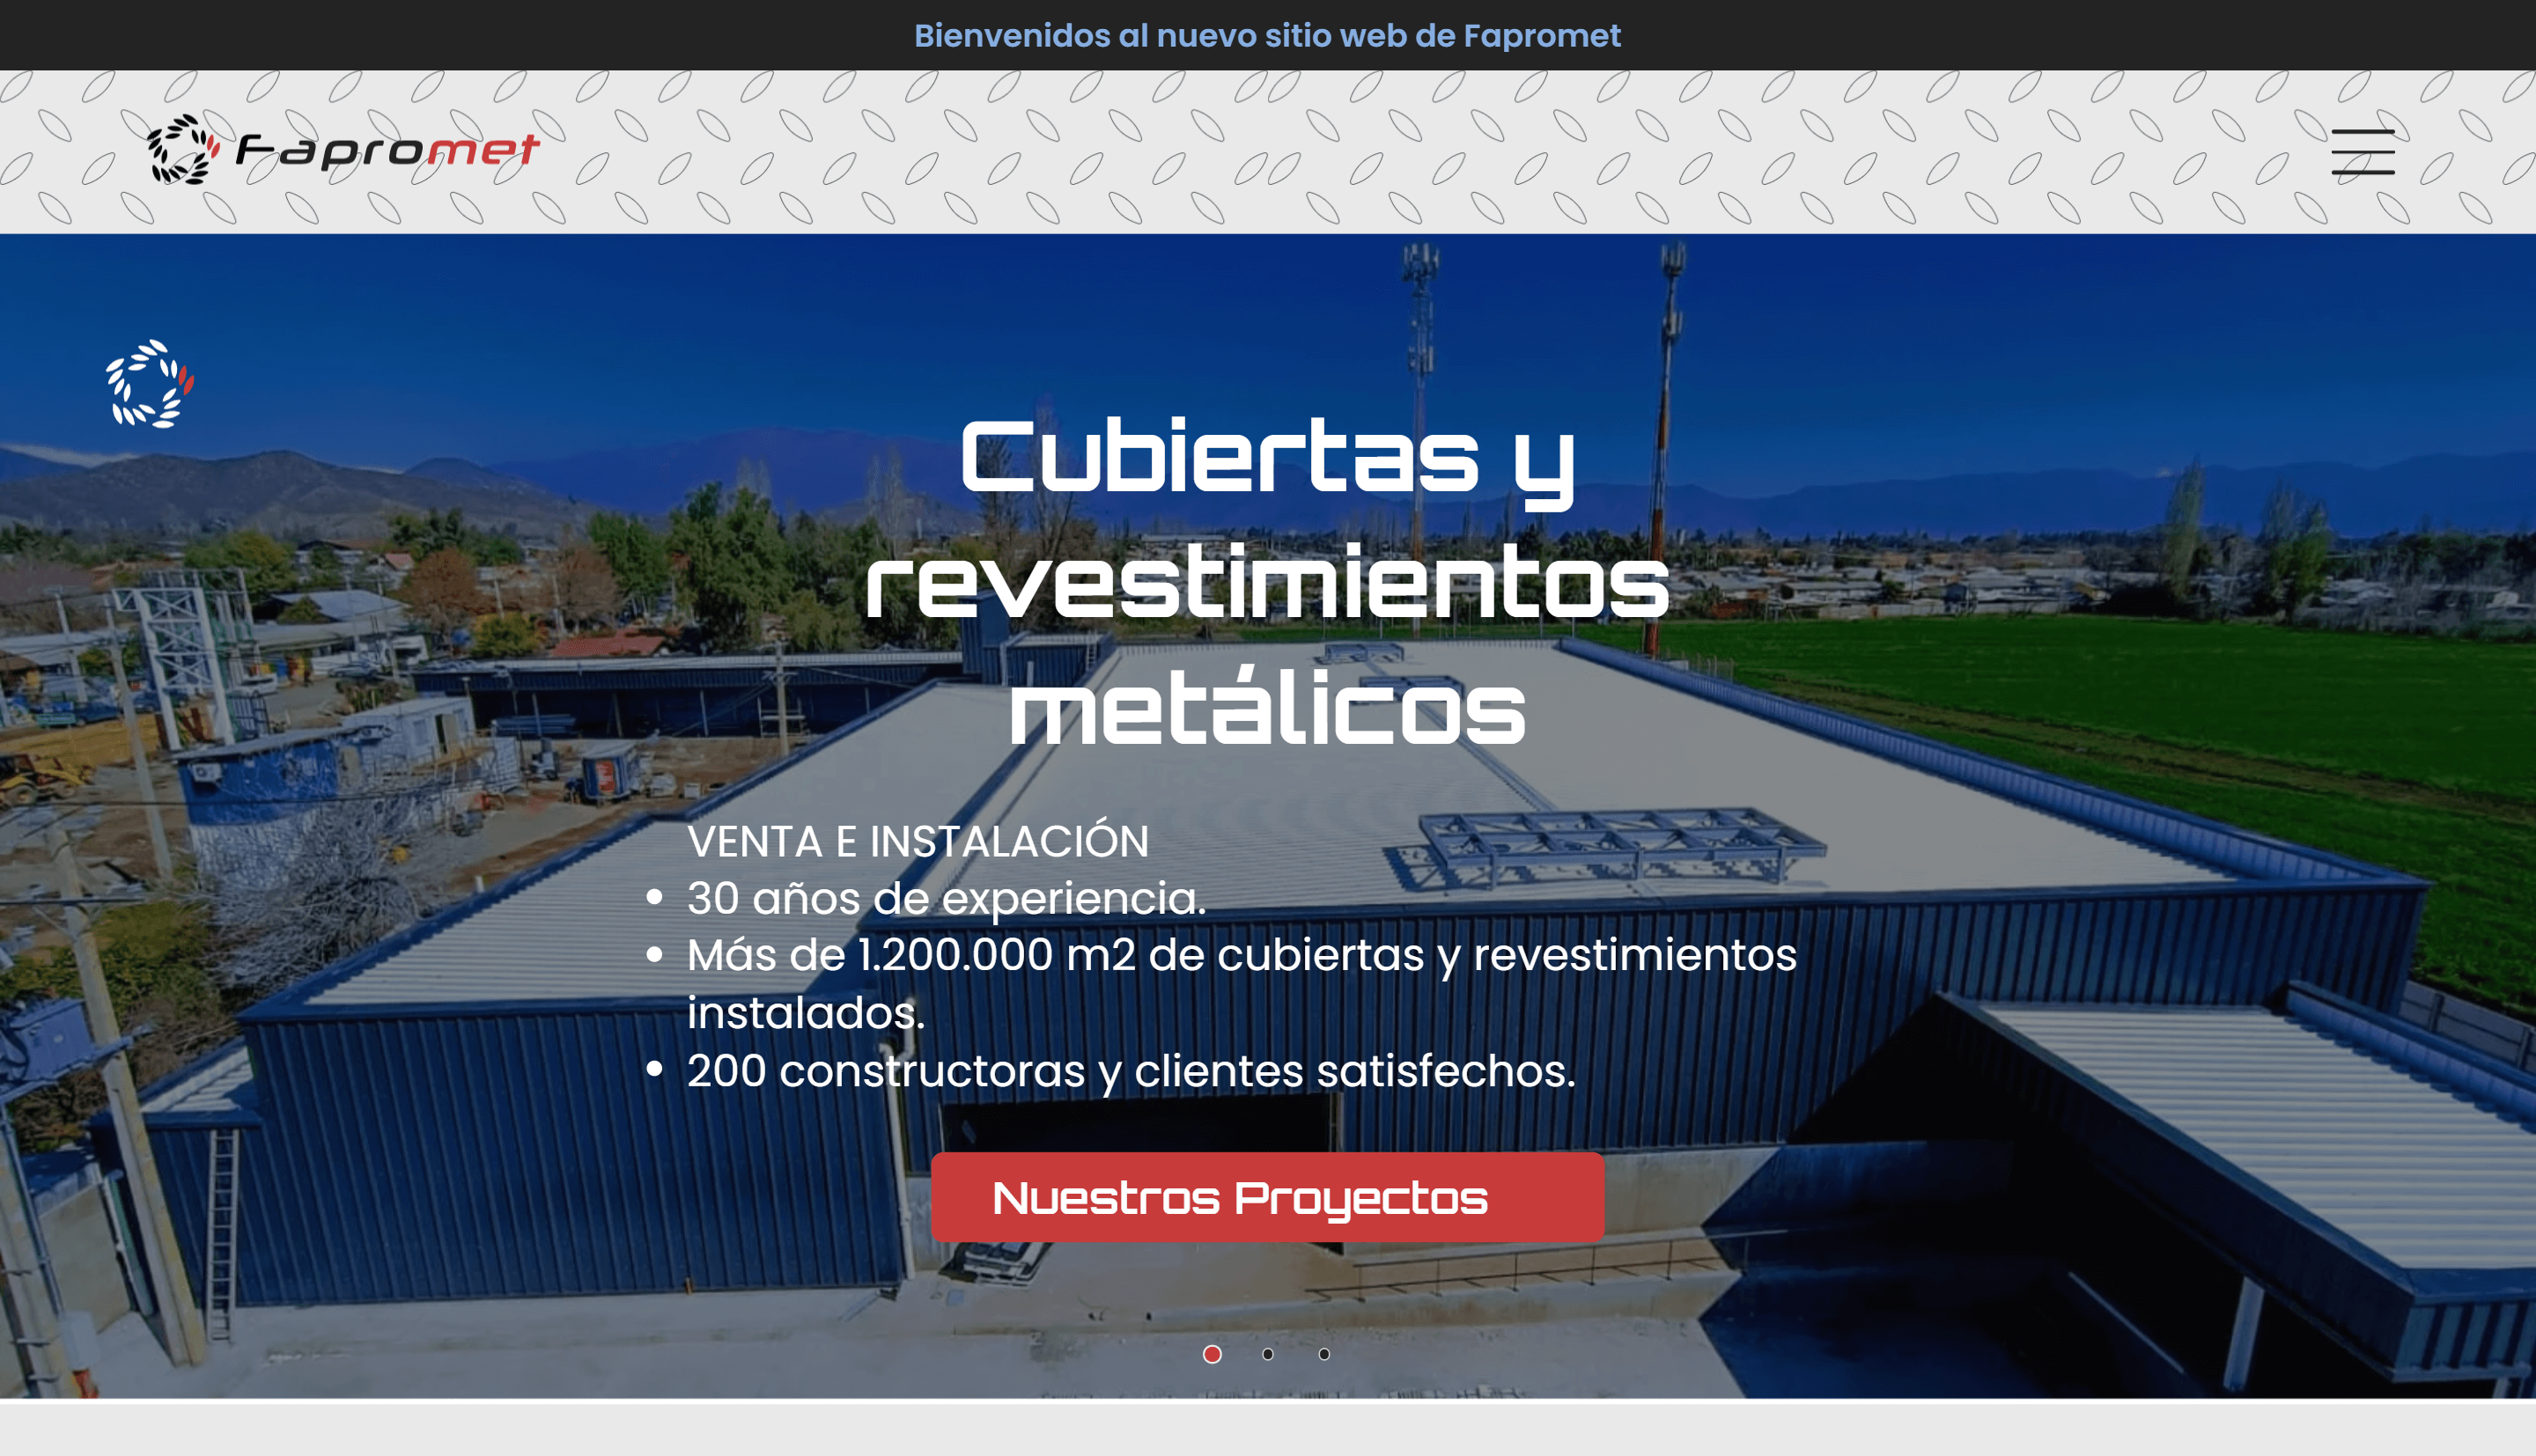 Bienvenidos al nuevo sitio web de Fapromet
Fapromet
Cubiertas y
revestimientos
metálicos
VENTA E INSTALACIÓN
• 30 años de experiencia.
• Más de 1.200.000 m2 de cubiertas y revestimientos
instalados.
• 200 constructoras y clientes satisfechos.
Nuestros Proyectos